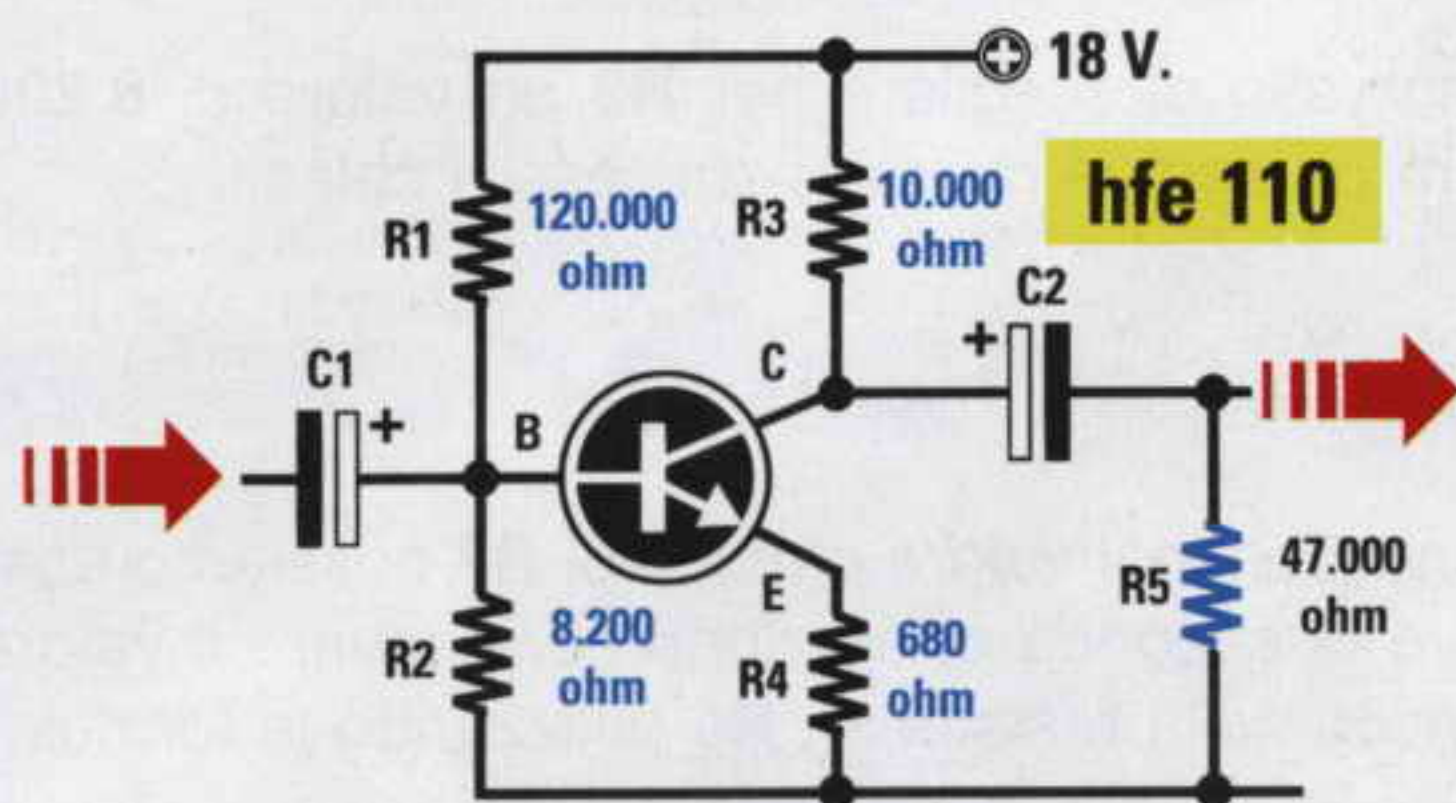 18 V.
hfe 110
R1
120.000
ohm
R3
10.000
ohm
C2
+
C1
+
B
C
E
R2
8.200
ohm
R4
680
ohm
R5
47.000
ohm